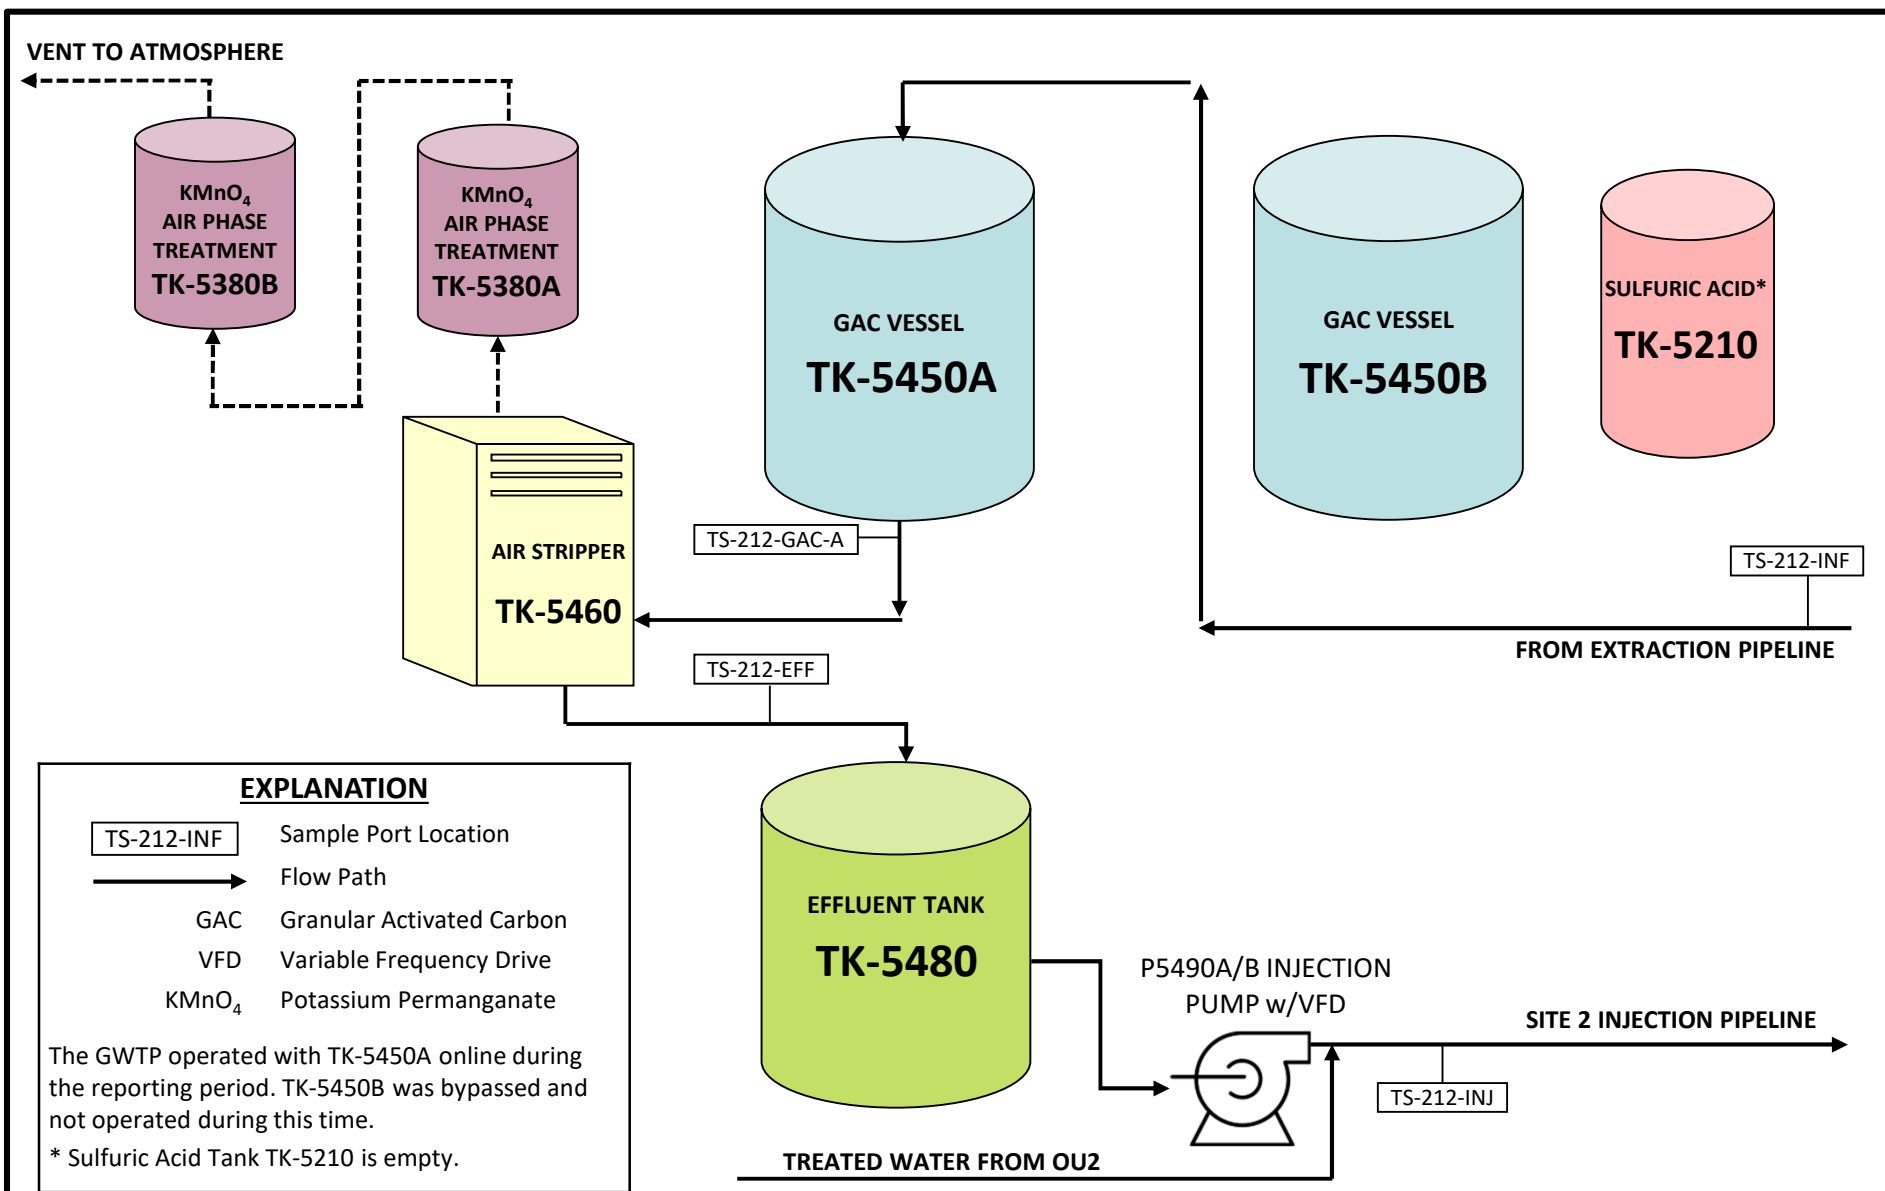 VENT TO ATMOSPHERE
KMnO₄
AIR PHASE
TREATMENT
TK-5380B
KMnO₄
AIR PHASE
TREATMENT
TK-5380A
GAC VESSEL
TK-5450A
GAC VESSEL
TK-5450B
SULFURIC ACID*
TK-5210
TS-212-GAC-A
AIR STRIPPER
TK-5460
TS-212-INF
FROM EXTRACTION PIPELINE
TS-212-EFF
EXPLANATION
TS-212-INF Sample Port Location
Flow Path
GAC Granular Activated Carbon
VFD Variable Frequency Drive
KMnO₄ Potassium Permanganate
The GWTP operated with TK-5450A online during
the reporting period. TK-5450B was bypassed and
not operated during this time.
* Sulfuric Acid Tank TK-5210 is empty.
EFFLUENT TANK
TK-5480
P5490A/B INJECTION
PUMP w/VFD
SITE 2 INJECTION PIPELINE
TS-212-INJ
TREATED WATER FROM OU2